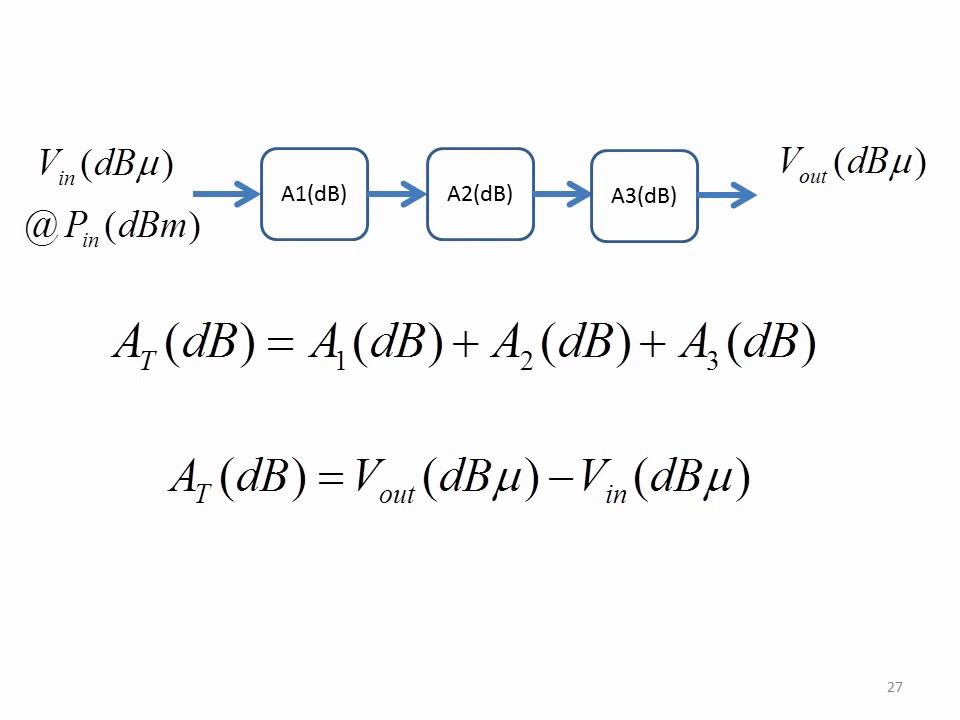 V_in (dBμ)
@ P_in (dBm)
A1(dB)
A2(dB)
A3(dB)
V_out (dBμ)
A_T (dB) = A_1 (dB) + A_2 (dB) + A_3 (dB)
A_T (dB) = V_out (dBμ) − V_in (dBμ)
27